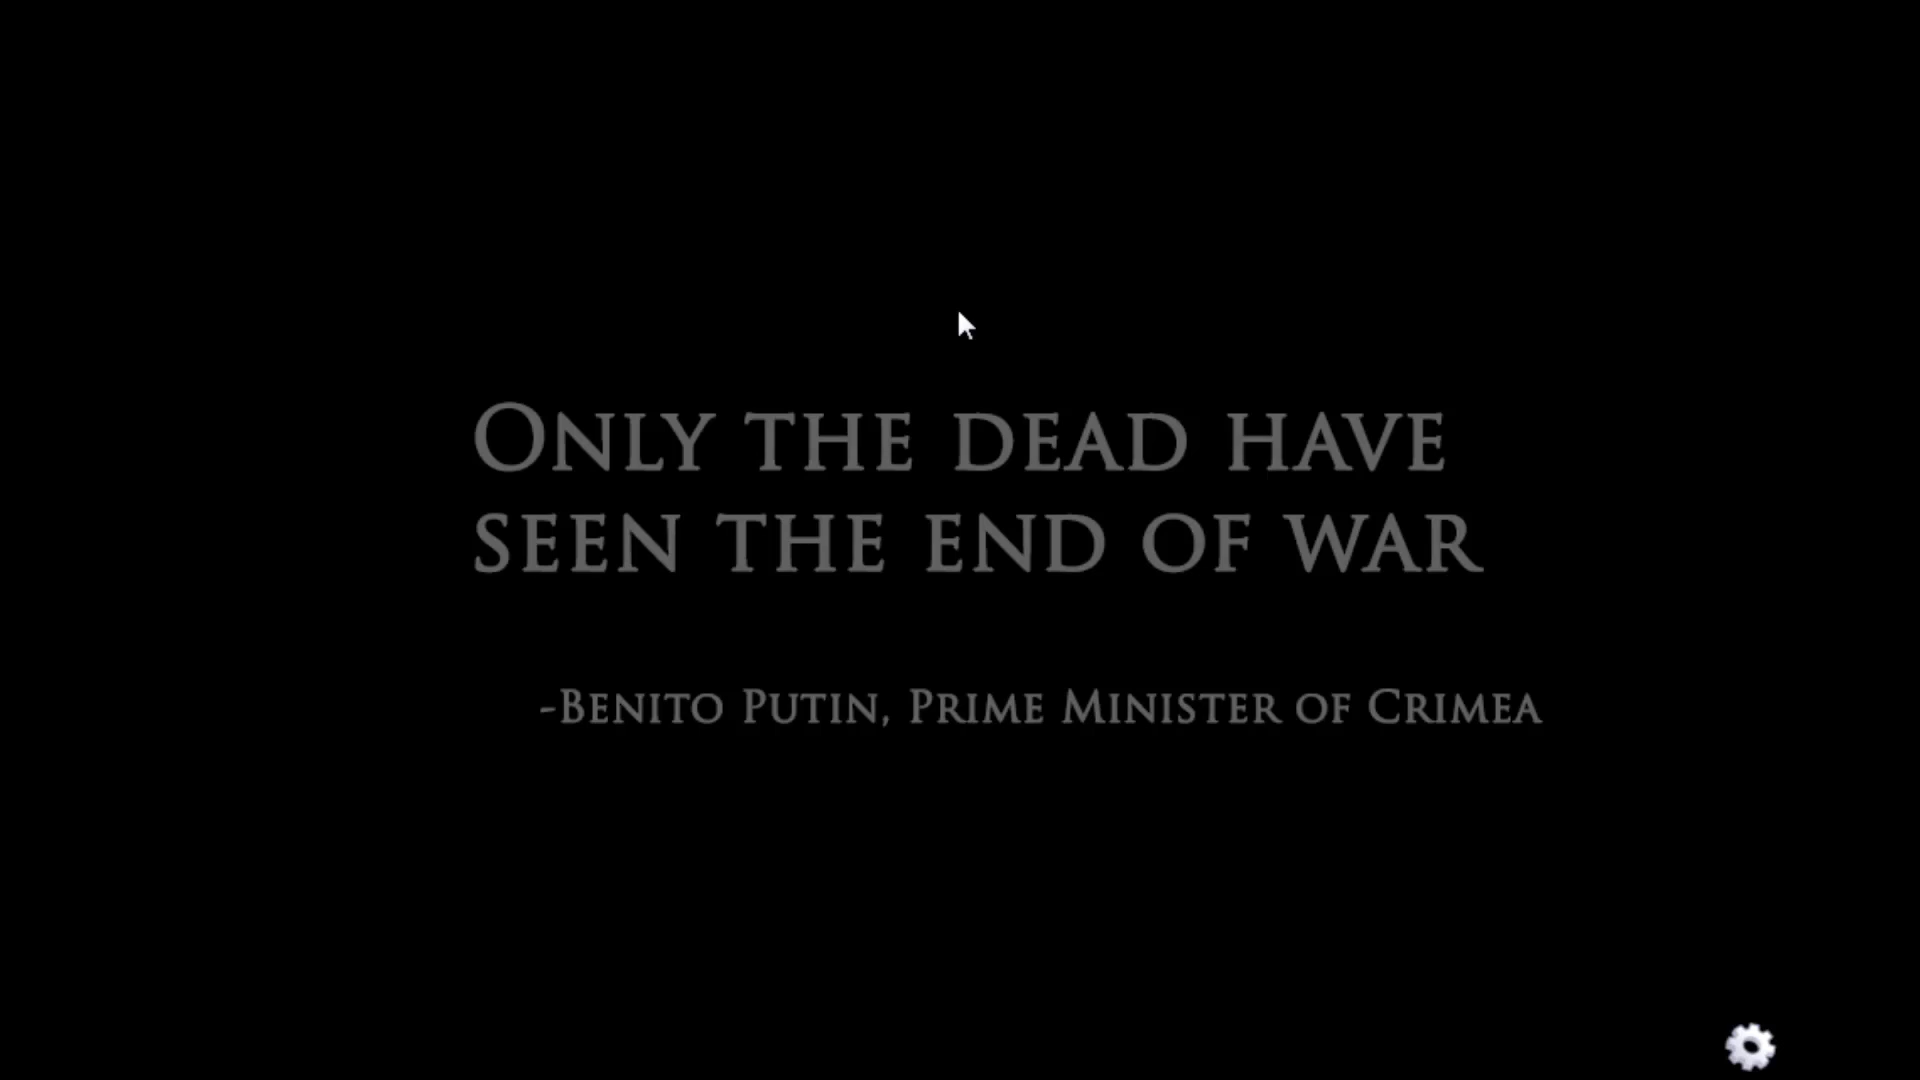 Only the dead have
seen the end of war
-Benito Putin, Prime Minister of Crimea